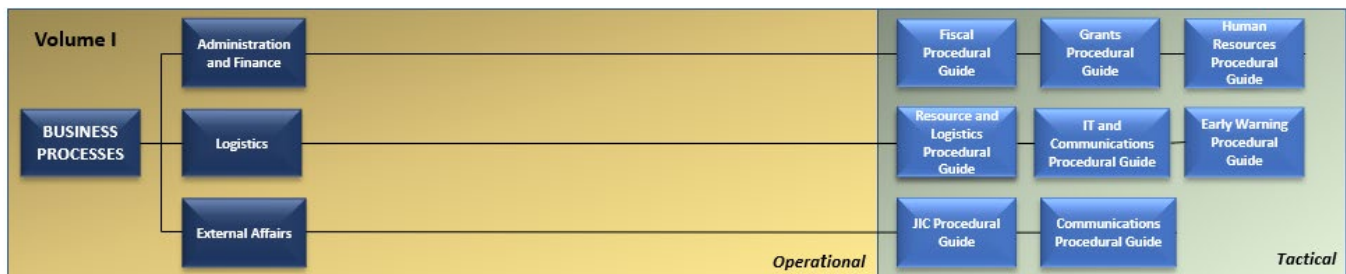 Volume I
BUSINESS
PROCESSES
Administration
and Finance
Fiscal
Procedural
Guide
Grants
Procedural
Guide
Human
Resources
Procedural
Guide
Logistics
Resource and
Logistics
Procedural
Guide
IT and
Communications
Procedural Guide
Early Warning
Procedural
Guide
External Affairs
JIC Procedural
Guide
Communications
Procedural Guide
Operational
Tactical